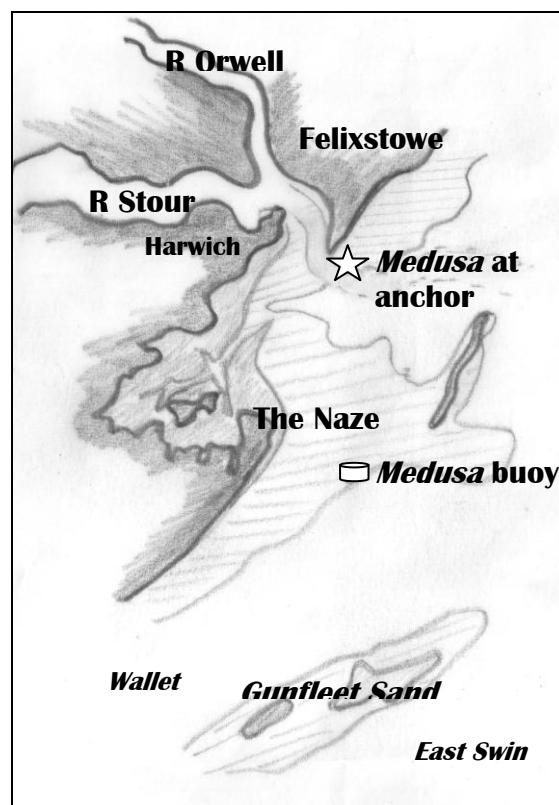 R Orwell
Felixstowe
R Stour
Harwich
Medusa at
anchor
The Naze
Medusa buoy
Wallet
Gunfleet Sand
East Swin